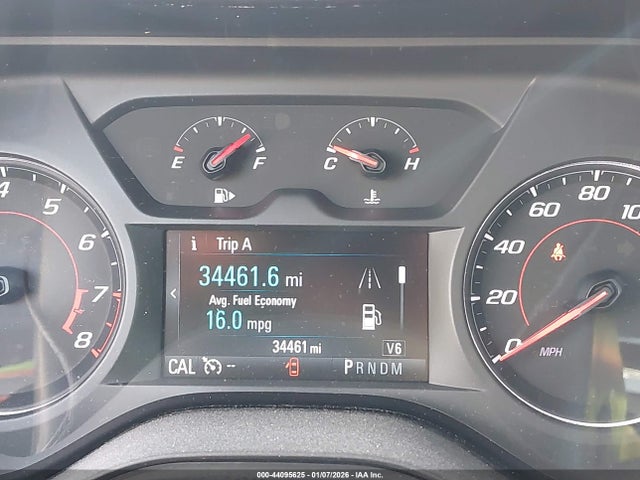 E F C H
4 5 6 7 8
i Trip A
34461.6 mi
Avg. Fuel Economy
16.0 mpg
34461 mi V6
CAL -- PRNDM
0 20 40 60 80 10
MPH
000-44095625 - 01/07/2026 - IAA Inc.